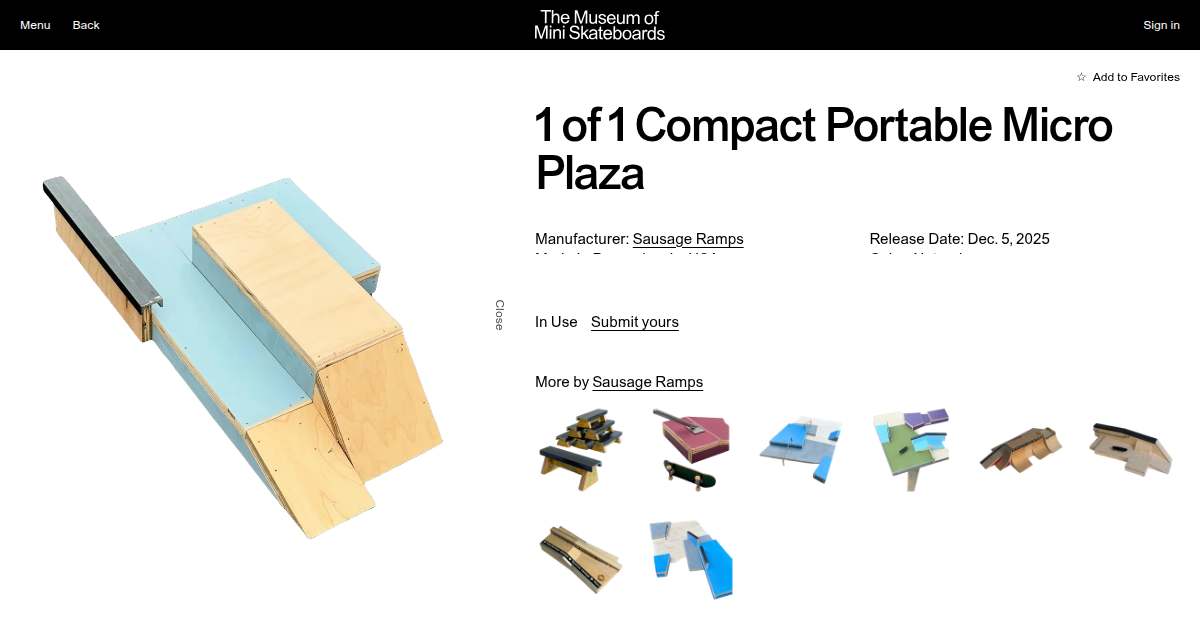 Menu
Back
The Museum of
Mini Skateboards
Sign in
☆ Add to Favorites
1 of 1 Compact Portable Micro
Plaza
Manufacturer: Sausage Ramps
Release Date: Dec. 5, 2025
Close
In Use Submit yours
More by Sausage Ramps